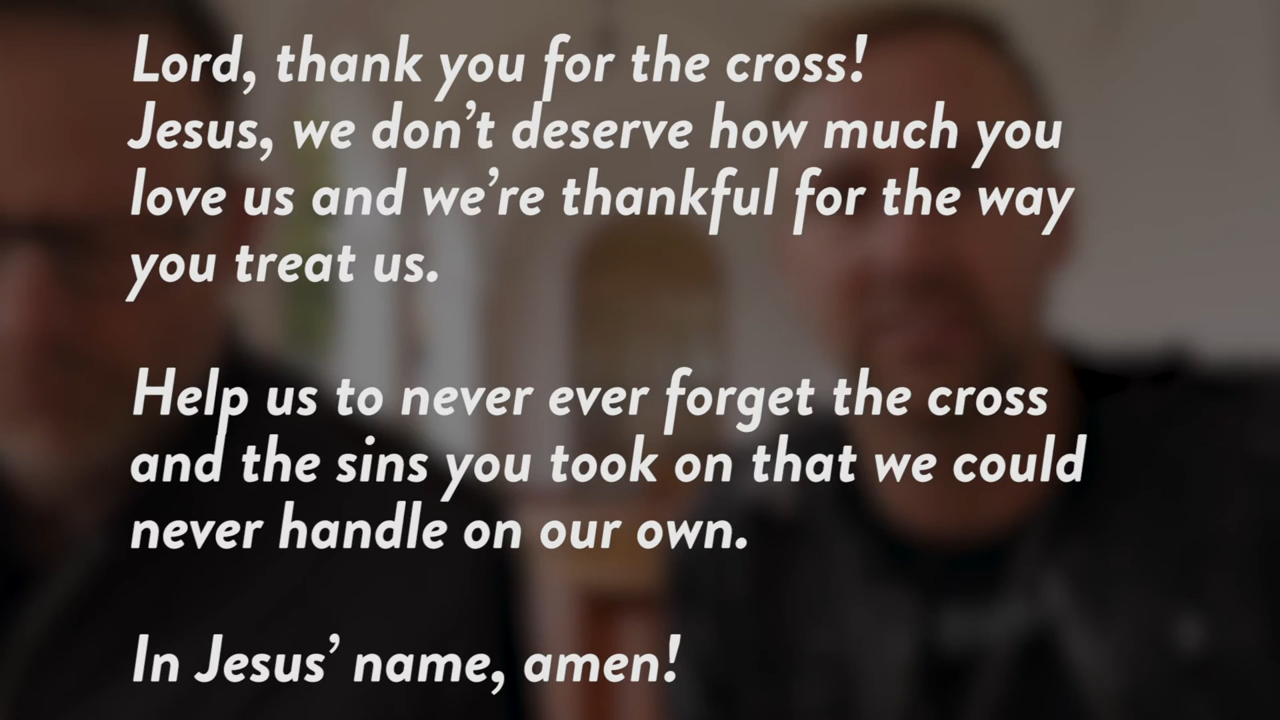 Lord, thank you for the cross!
Jesus, we don’t deserve how much you
love us and we’re thankful for the way
you treat us.
Help us to never ever forget the cross
and the sins you took on that we could
never handle on our own.
In Jesus’ name, amen!